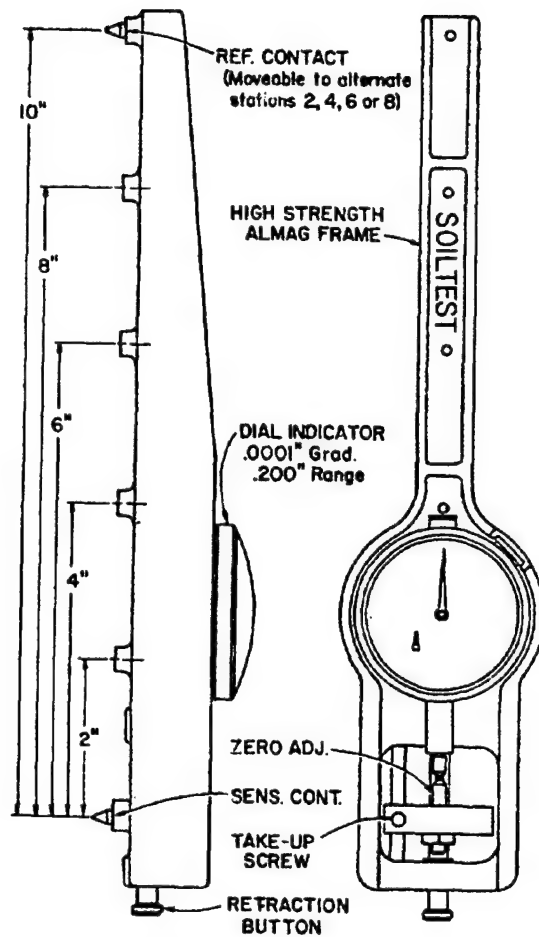 REF. CONTACT
(Moveable to alternate
stations 2, 4, 6 or 8)
10"
8"
HIGH STRENGTH
ALMAG FRAME
SOILTEST
6"
DIAL INDICATOR
.0001" Grad.
.200" Range
4"
2"
ZERO ADJ.
SENS. CONT.
TAKE-UP
SCREW
RETRACTION
BUTTON